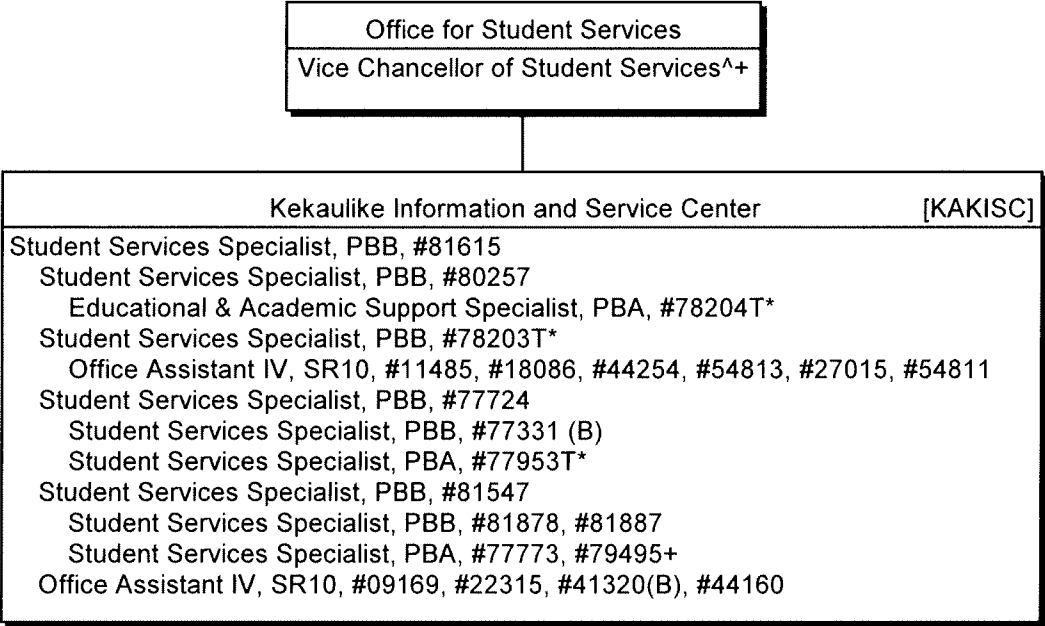 Office for Student Services
Vice Chancellor of Student Services^+
Kekaulike Information and Service Center [KAKISC]
Student Services Specialist, PBB, #81615
Student Services Specialist, PBB, #80257
Educational & Academic Support Specialist, PBA, #78204T*
Student Services Specialist, PBB, #78203T*
Office Assistant IV, SR10, #11485, #18086, #44254, #54813, #27015, #54811
Student Services Specialist, PBB, #77724
Student Services Specialist, PBB, #77331 (B)
Student Services Specialist, PBA, #77953T*
Student Services Specialist, PBB, #81547
Student Services Specialist, PBB, #81878, #81887
Student Services Specialist, PBA, #77773, #79495+
Office Assistant IV, SR10, #09169, #22315, #41320(B), #44160